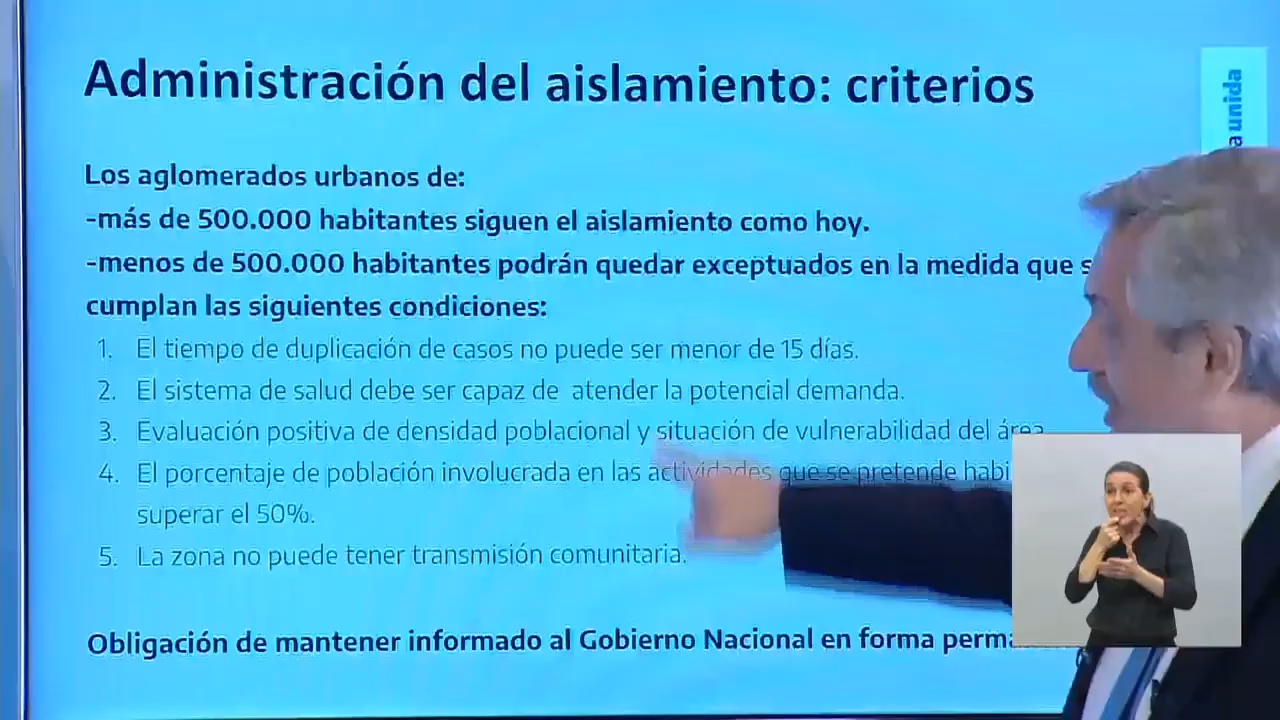 Administración del aislamiento: criterios
a unida
Los aglomerados urbanos de:
-más de 500.000 habitantes siguen el aislamiento como hoy.
-menos de 500.000 habitantes podrán quedar exceptuados en la medida que
cumplan las siguientes condiciones:
1. El tiempo de duplicación de casos no puede ser menor de 15 días.
2. El sistema de salud debe ser capaz de atender la potencial demanda.
3. Evaluación positiva de densidad poblacional y situación de vulnerabilidad del área
4. El porcentaje de población involucrada en las actividades que se pretende habi
superar el 50%.
5. La zona no puede tener transmisión comunitaria.
Obligación de mantener informado al Gobierno Nacional en forma perma